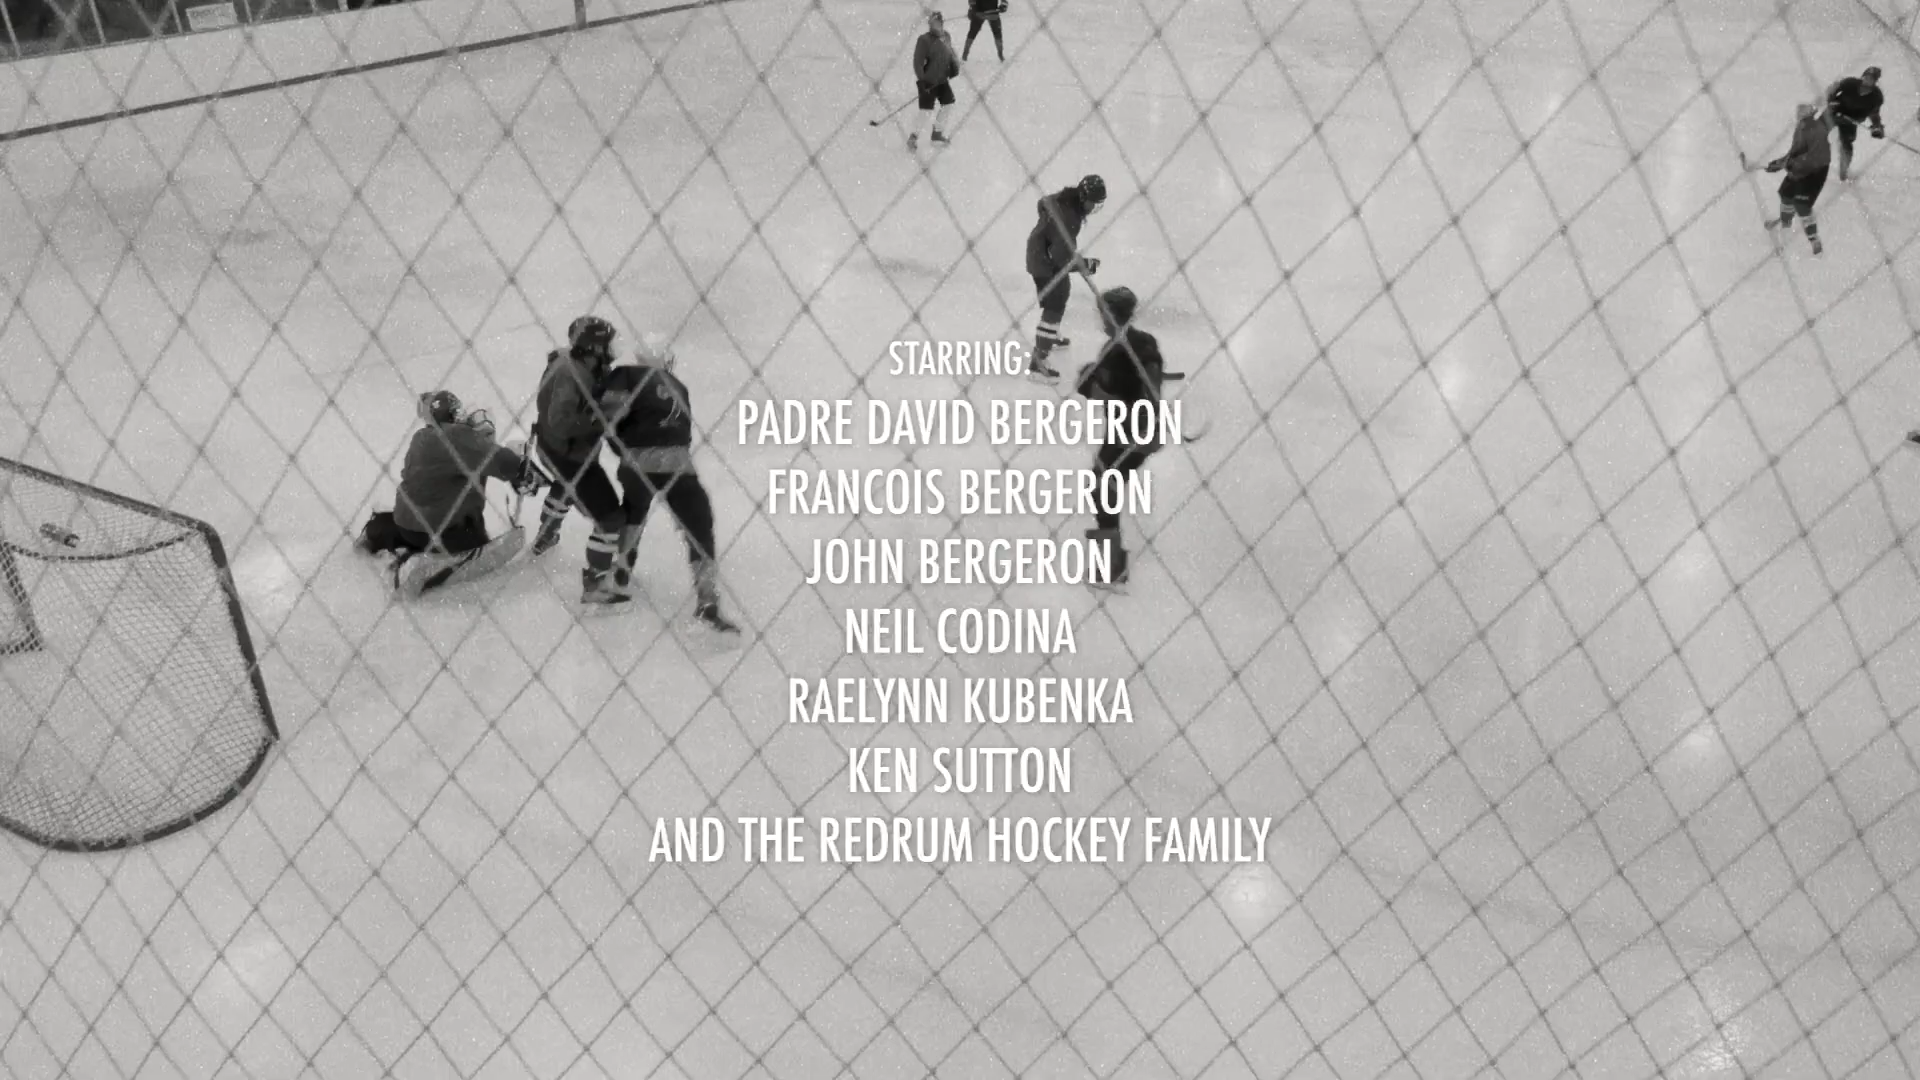 STARRING:
PADRE DAVID BERGERON
FRANCOIS BERGERON
JOHN BERGERON
NEIL CODINA
RAELYNN KUBENKA
KEN SUTTON
AND THE REDRUM HOCKEY FAMILY